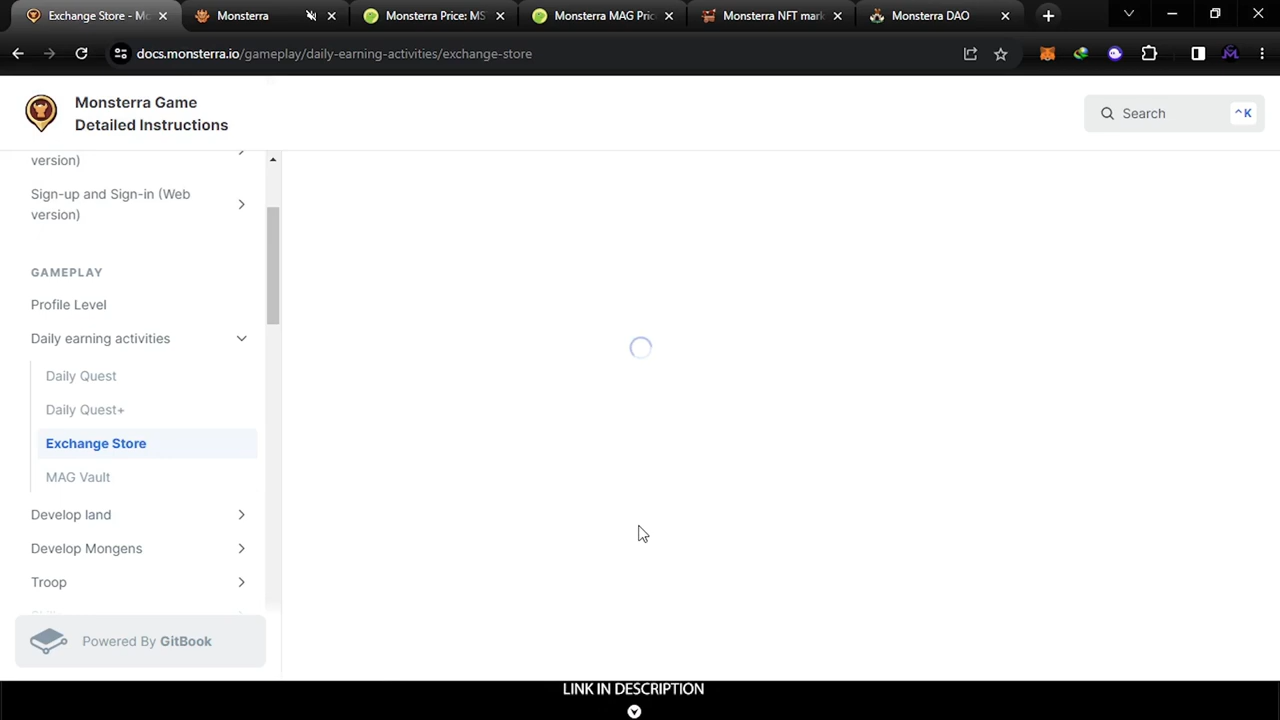 Exchange Store - Mo
Monsterra
Monsterra Price: MS
Monsterra MAG Pric
Monsterra NFT mark
Monsterra DAO
docs.monsterra.io/gameplay/daily-earning-activities/exchange-store
Monsterra Game
Detailed Instructions
Search
^K
version)
Sign-up and Sign-in (Web
version)
GAMEPLAY
Profile Level
Daily earning activities
Daily Quest
Daily Quest+
Exchange Store
MAG Vault
Develop land
Develop Mongens
Troop
Powered By GitBook
LINK IN DESCRIPTION